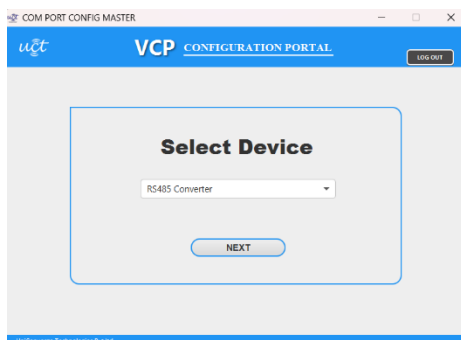 COM PORT CONFIG MASTER
uct
VCP CONFIGURATION PORTAL
LOG OUT
Select Device
RS485 Converter
NEXT